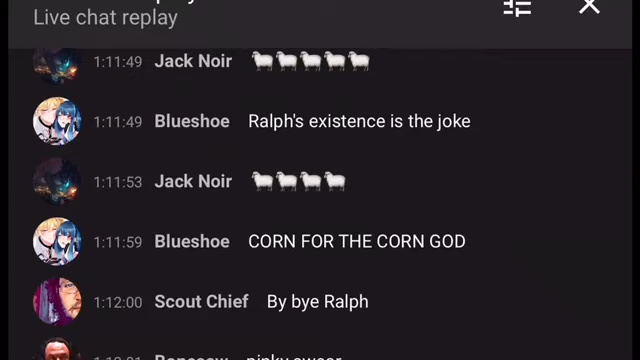 Live chat replay
1:11:49 Jack Noir 🐑🐑🐑🐑🐑
1:11:49 Blueshoe Ralph's existence is the joke
1:11:53 Jack Noir 🐑🐑🐑🐑
1:11:59 Blueshoe CORN FOR THE CORN GOD
1:12:00 Scout Chief By bye Ralph
pinky swear